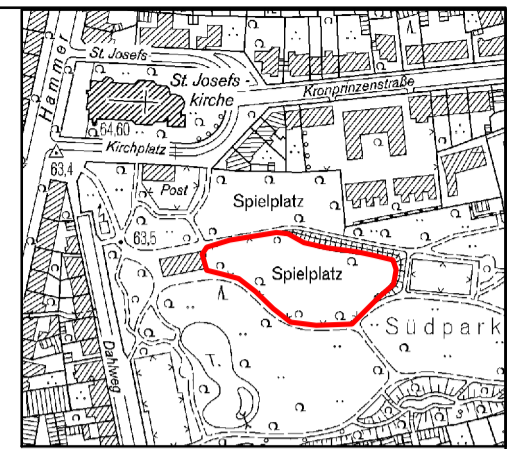 St. Josefs
Hammer
St. Josefs
kirche
Kronprinzenstraße
64,60
Kirchplatz
63,4
Post
Spielplatz
63,5
Spielplatz
Südpark
Dahlweg
T.